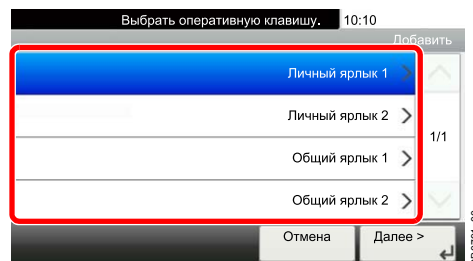 Выбрать оперативную клавишу. 10:10
Добавить
Личный ярлык 1
Личный ярлык 2
1/1
Общий ярлык 1
Общий ярлык 2
Отмена
Далее >